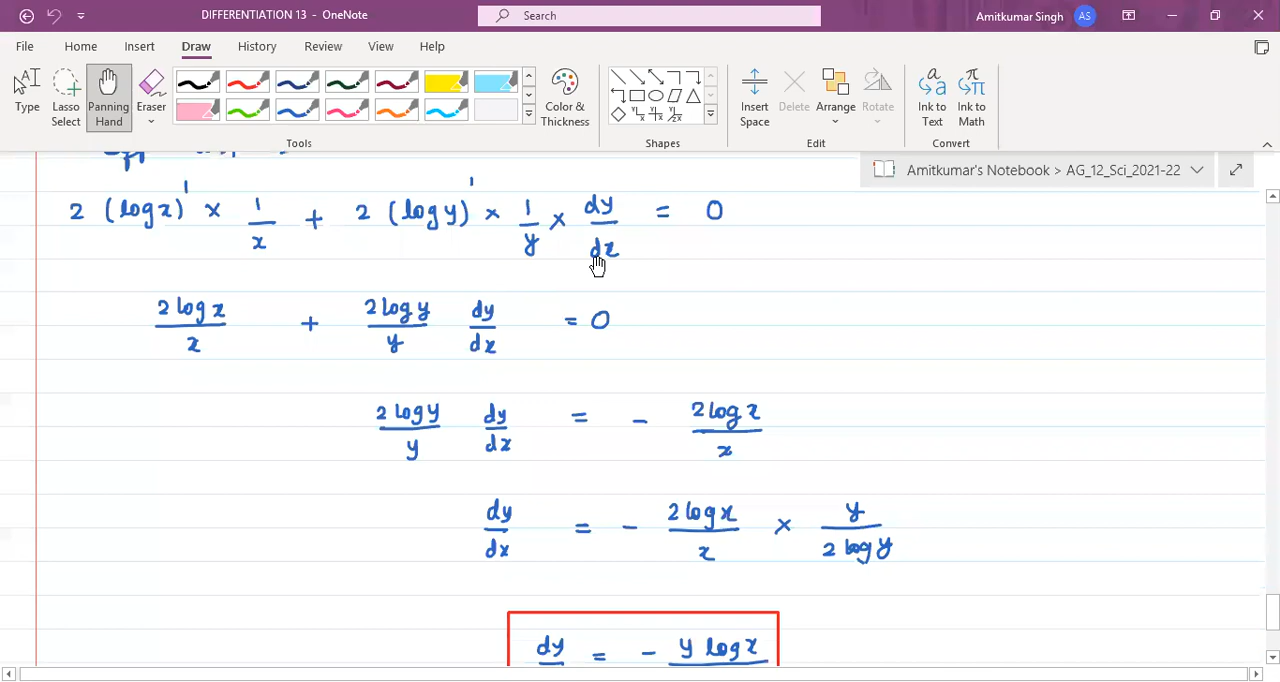 DIFFERENTIATION 13 - OneNote
Search
Amitkumar Singh AS
File Home Insert Draw History Review View Help
Type Lasso Select Panning Hand Eraser Color & Thickness Insert Space Delete Arrange Rotate Ink to Text Ink to Math
Tools Shapes Edit Convert
Amitkumar's Notebook > AG_12_Sci_2021-22
2 (log x)^1 × 1/x + 2 (log y)^1 × 1/y × dy/dx = 0
2 log x/x + 2 log y/y dy/dx = 0
2 log y/y dy/dx = - 2 log x/x
dy/dx = - 2 log x/x × y/2 log y
dy = - y log x